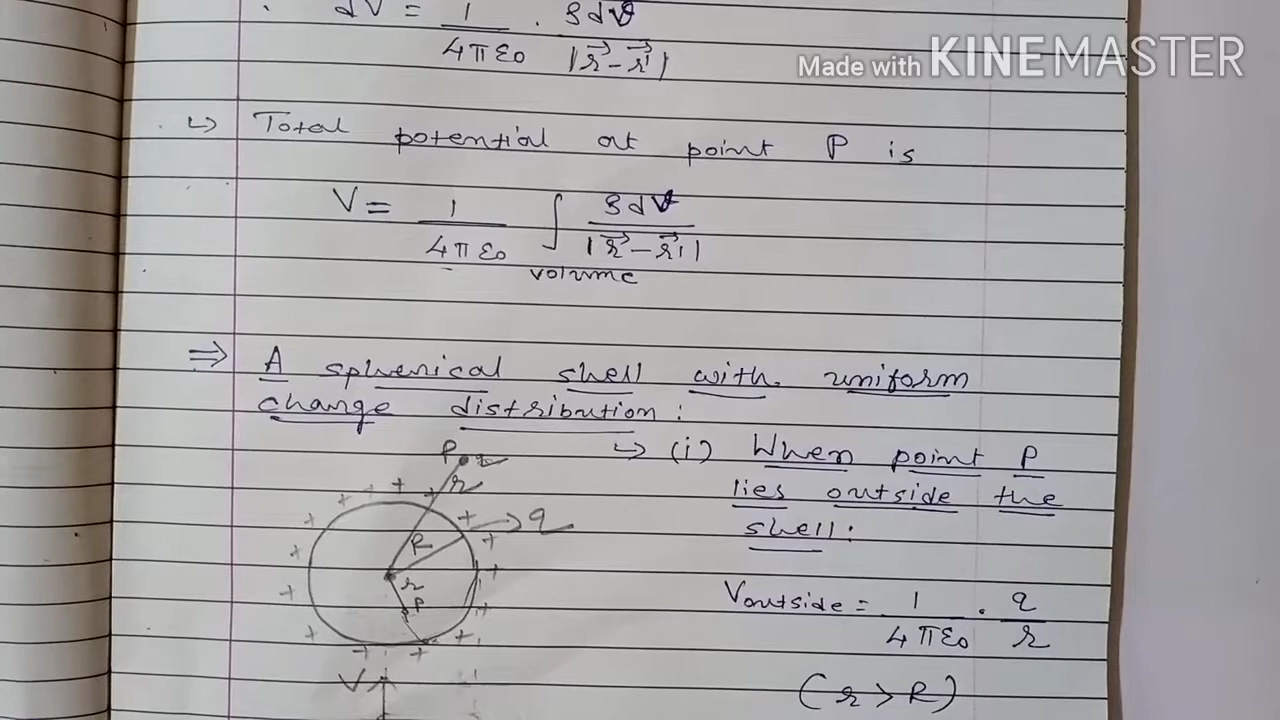 dV = 1/4πε₀ · ρdV/|r⃗-r⃗'|
Made with KINEMASTER
↳ Total potential at point P is
V = 1/4πε₀ ∫volume ρdV/|r⃗-r⃗'|
⇒ A spherical shell with uniform
charge distribution:
↳ (i) When point P
lies outside the
shell:
P
r
q
R
r
P
V
Voutside = 1/4πε₀ · q/r
(r > R)